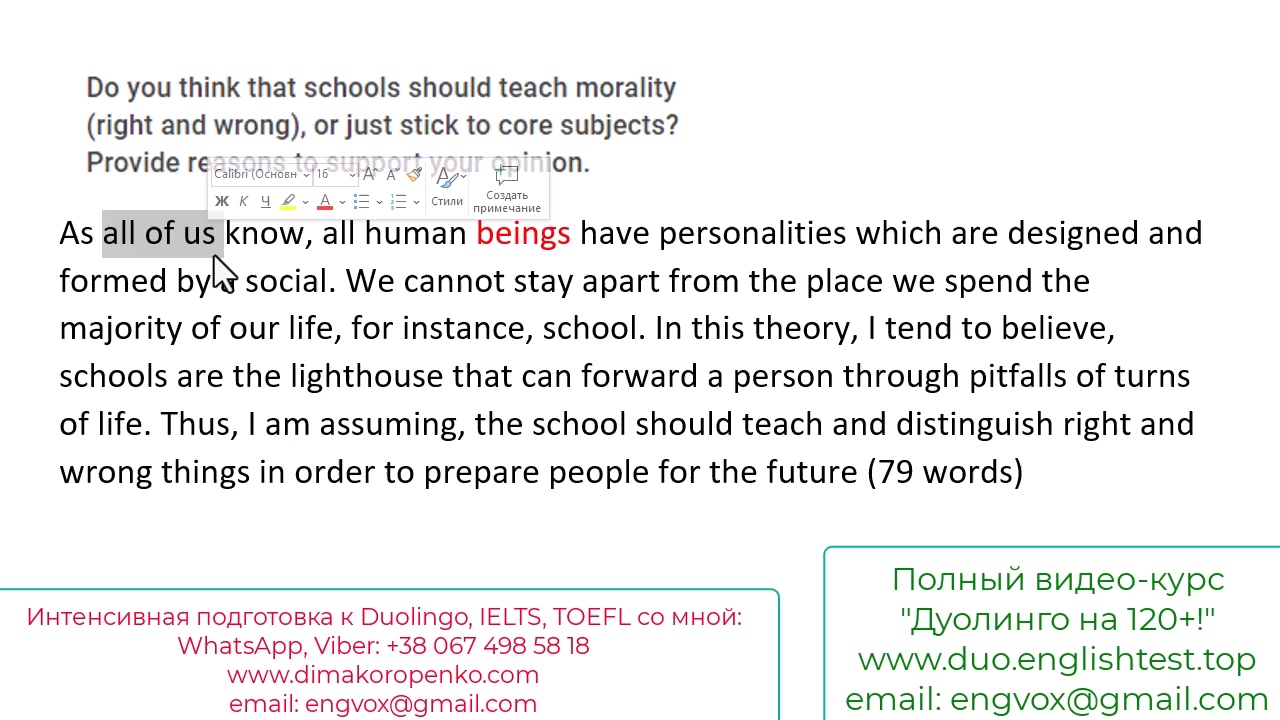 Do you think that schools should teach morality
(right and wrong), or just stick to core subjects?
Provide reasons to support your opinion.
Calibri (Основн
16
Ж К Ч А
Стили
Создать
примечание
As all of us know, all human beings have personalities which are designed and
formed by social. We cannot stay apart from the place we spend the
majority of our life, for instance, school. In this theory, I tend to believe,
schools are the lighthouse that can forward a person through pitfalls of turns
of life. Thus, I am assuming, the school should teach and distinguish right and
wrong things in order to prepare people for the future (79 words)
Интенсивная подготовка к Duolingo, IELTS, TOEFL со мной:
WhatsApp, Viber: +38 067 498 58 18
www.dimakoropenko.com
email: engvox@gmail.com
Полный видео-курс
"Дуолинго на 120+!"
www.duo.englishtest.top
email: engvox@gmail.com